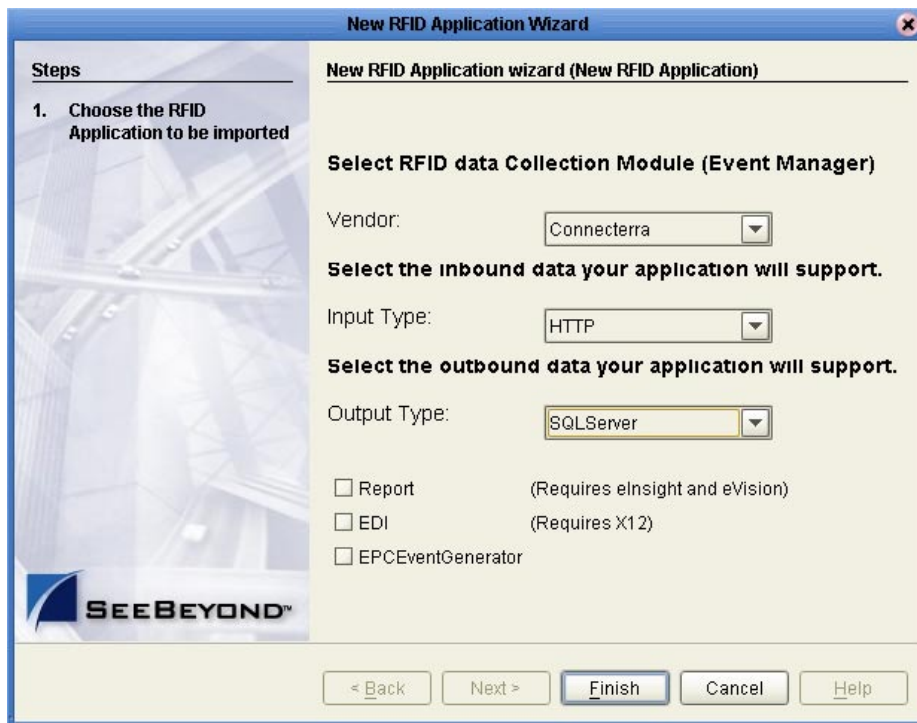 New RFID Application Wizard
Steps
1. Choose the RFID
Application to be imported
New RFID Application wizard (New RFID Application)
Select RFID data Collection Module (Event Manager)
Vendor:
Connecterra
Select the inbound data your application will support.
Input Type:
HTTP
Select the outbound data your application will support.
Output Type:
SQLServer
Report (Requires eInsight and eVision)
EDI (Requires X12)
EPCEventGenerator
SEEBEYOND™
< Back Next > Finish Cancel Help